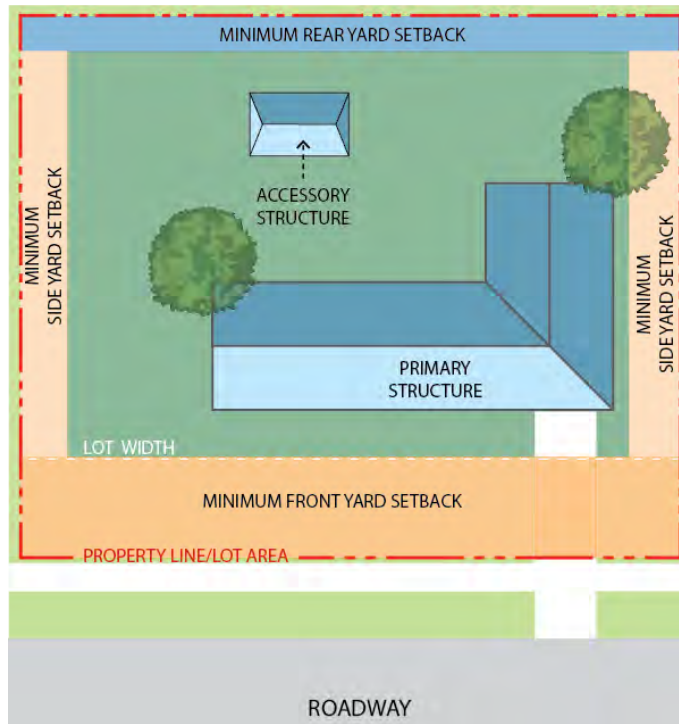 MINIMUM REAR YARD SETBACK
ACCESSORY
STRUCTURE
MINIMUM
SIDE YARD SETBACK
MINIMUM
SIDE YARD SETBACK
PRIMARY
STRUCTURE
LOT WIDTH
MINIMUM FRONT YARD SETBACK
PROPERTY LINE/LOT AREA
ROADWAY